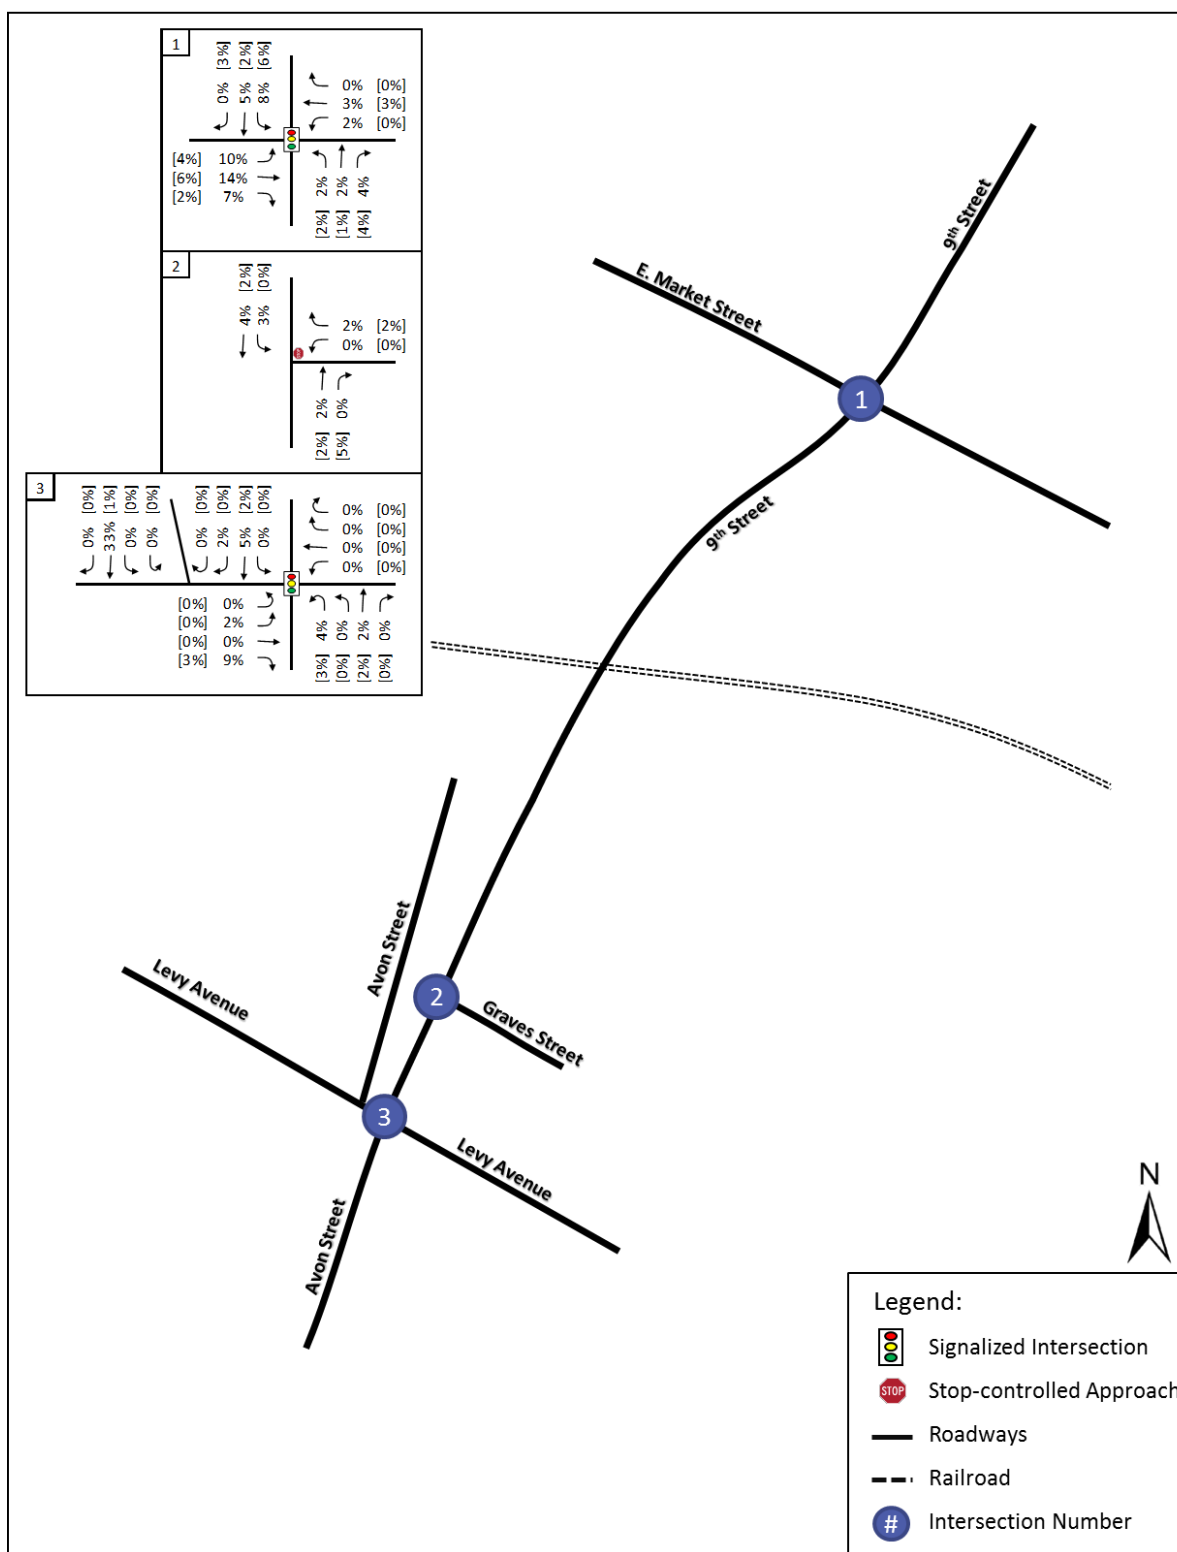 1
[3%] [2%] [6%]
0% 5% 8%
0% [0%]
3% [3%]
2% [0%]
[4%] 10%
[6%] 14%
[2%] 7%
2% 2% 4%
[2%] [1%] [4%]
2
[2%] [0%]
4% 3%
2% [2%]
0% [0%]
2% 0%
[2%] [5%]
3
[0%] [1%] [0%] [0%] [0%] [0%] [2%] [0%]
0% 33% 0% 0% 0% 2% 5% 0%
0% [0%]
0% [0%]
0% [0%]
0% [0%]
[0%] 0%
[0%] 2%
[0%] 0%
[3%] 9%
4% 0% 2% 0%
[3%] [0%] [2%] [0%]
9th Street
E. Market Street
1
9th Street
Avon Street
Levy Avenue
2
Graves Street
3
Levy Avenue
Avon Street
N
Legend:
Signalized Intersection
STOP Stop-controlled Approach
Roadways
Railroad
# Intersection Number